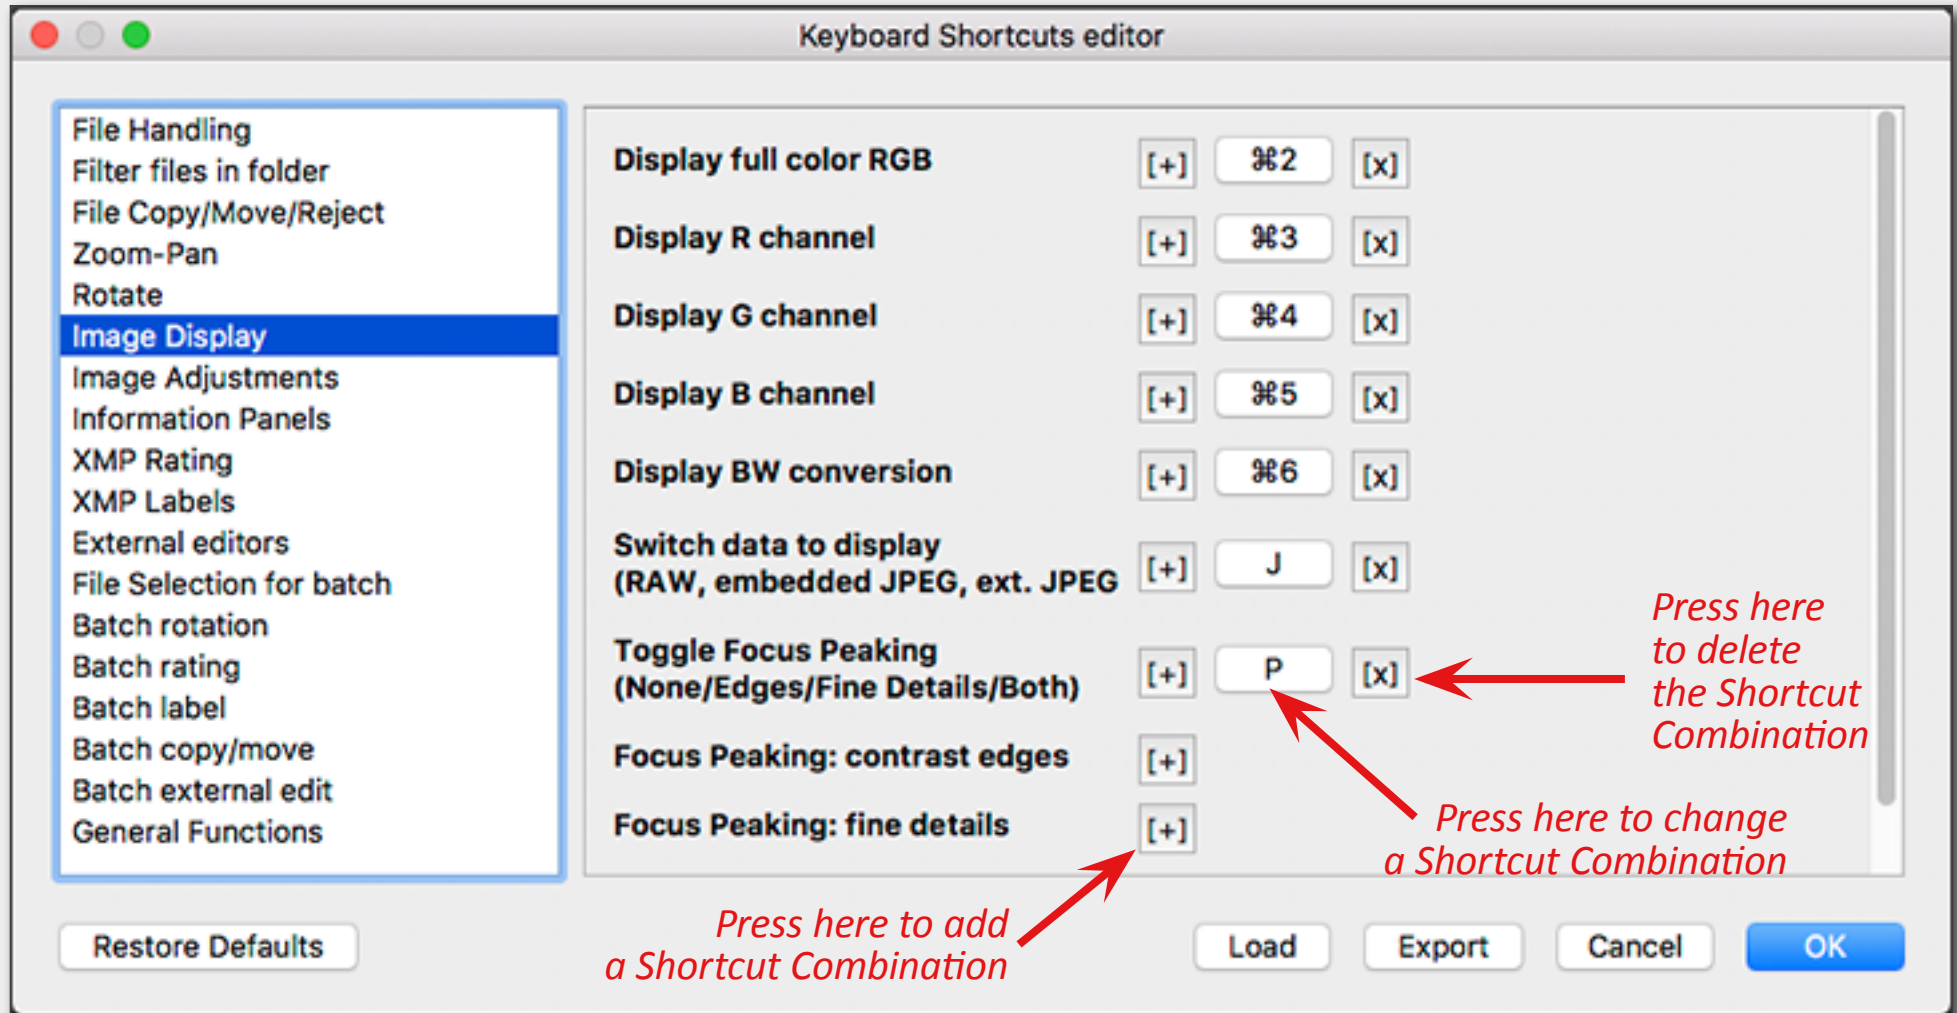 Keyboard Shortcuts editor
File Handling
Filter files in folder
File Copy/Move/Reject
Zoom-Pan
Rotate
Image Display
Image Adjustments
Information Panels
XMP Rating
XMP Labels
External editors
File Selection for batch
Batch rotation
Batch rating
Batch label
Batch copy/move
Batch external edit
General Functions
Display full color RGB [+] ⌘2 [x]
Display R channel [+] ⌘3 [x]
Display G channel [+] ⌘4 [x]
Display B channel [+] ⌘5 [x]
Display BW conversion [+] ⌘6 [x]
Switch data to display
(RAW, embedded JPEG, ext. JPEG [+] J [x]
Toggle Focus Peaking
(None/Edges/Fine Details/Both) [+] P [x]
Focus Peaking: contrast edges [+]
Focus Peaking: fine details [+]
Press here
to delete
the Shortcut
Combination
Press here to change
a Shortcut Combination
Press here to add
a Shortcut Combination
Restore Defaults
Load
Export
Cancel
OK